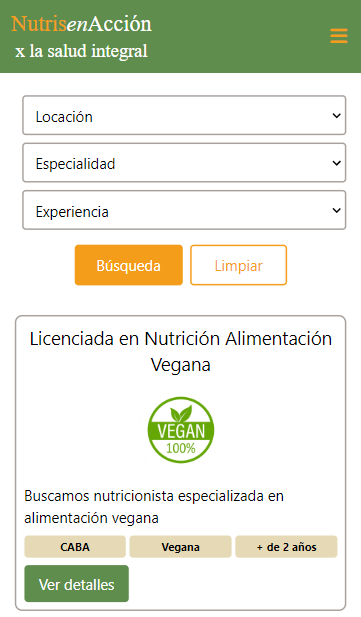 NutrisenAcción
x la salud integral
Locación
Especialidad
Experiencia
Búsqueda Limpiar
Licenciada en Nutrición Alimentación
Vegana
VEGAN
100%
Buscamos nutricionista especializada en
alimentación vegana
CABA Vegana + de 2 años
Ver detalles